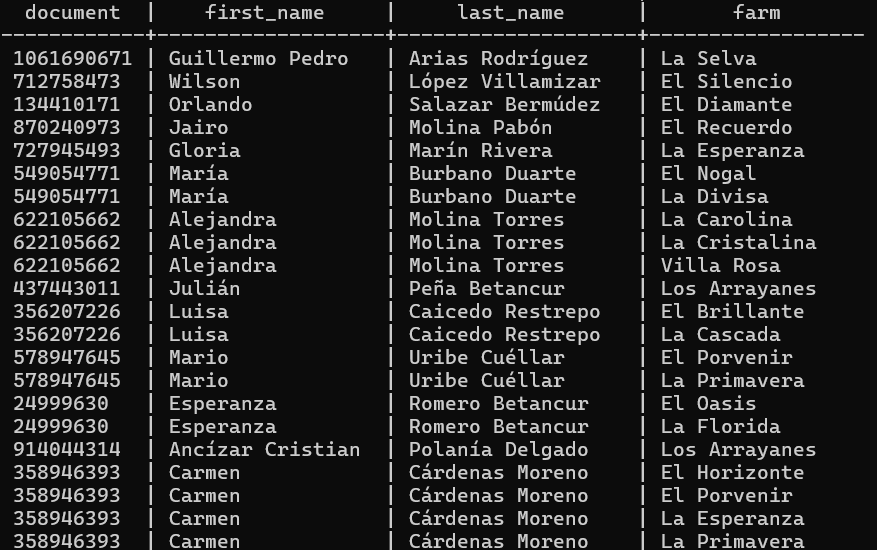 document | first_name | last_name | farm
------------+-------------------+--------------------+------------------
1061690671 | Guillermo Pedro | Arias Rodríguez | La Selva
712758473 | Wilson | López Villamizar | El Silencio
134410171 | Orlando | Salazar Bermúdez | El Diamante
870240973 | Jairo | Molina Pabón | El Recuerdo
727945493 | Gloria | Marín Rivera | La Esperanza
549054771 | María | Burbano Duarte | El Nogal
549054771 | María | Burbano Duarte | La Divisa
622105662 | Alejandra | Molina Torres | La Carolina
622105662 | Alejandra | Molina Torres | La Cristalina
622105662 | Alejandra | Molina Torres | Villa Rosa
437443011 | Julián | Peña Betancur | Los Arrayanes
356207226 | Luisa | Caicedo Restrepo | El Brillante
356207226 | Luisa | Caicedo Restrepo | La Cascada
578947645 | Mario | Uribe Cuéllar | El Porvenir
578947645 | Mario | Uribe Cuéllar | La Primavera
24999630 | Esperanza | Romero Betancur | El Oasis
24999630 | Esperanza | Romero Betancur | La Florida
914044314 | Ancízar Cristian | Polanía Delgado | Los Arrayanes
358946393 | Carmen | Cárdenas Moreno | El Horizonte
358946393 | Carmen | Cárdenas Moreno | El Porvenir
358946393 | Carmen | Cárdenas Moreno | La Esperanza
358946393 | Carmen | Cárdenas Moreno | La Primavera